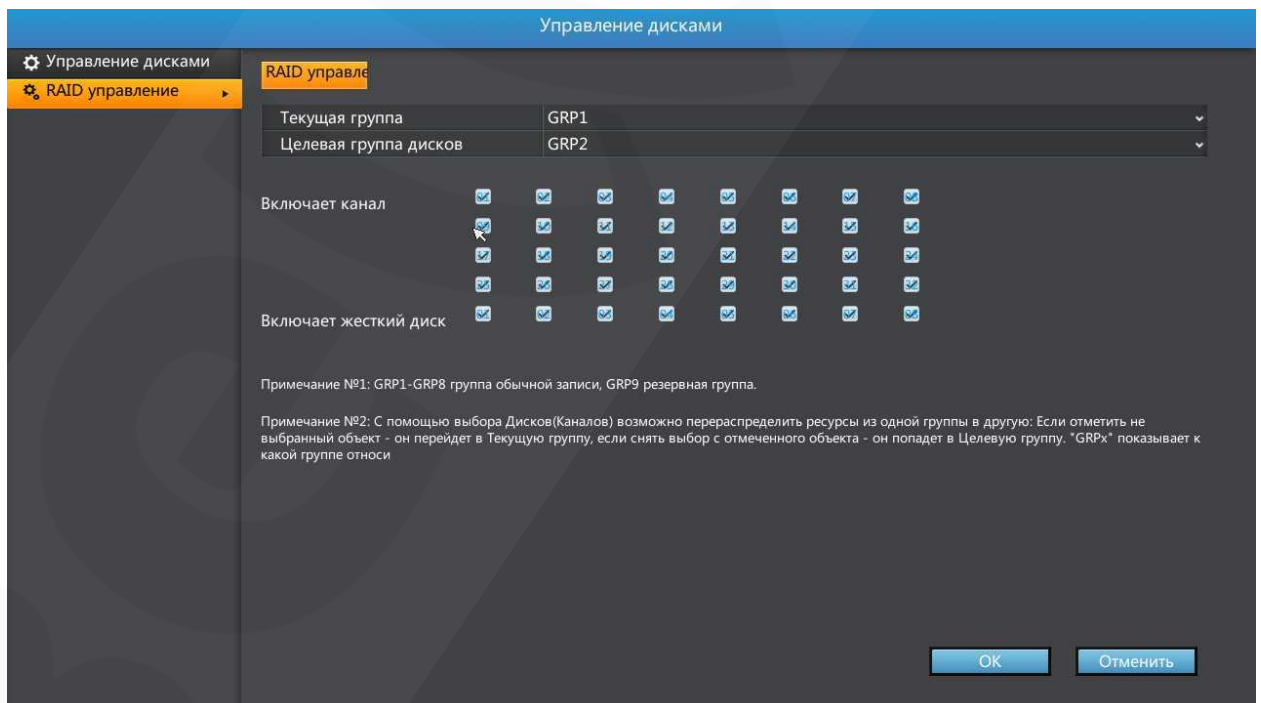 Управление дисками
Управление дисками
RAID управление
RAID управле
Текущая группа GRP1
Целевая группа дисков GRP2
Включает канал
Включает жесткий диск
Примечание №1: GRP1-GRP8 группа обычной записи, GRP9 резервная группа.
Примечание №2: С помощью выбора Дисков(Каналов) возможно перераспределить ресурсы из одной группы в другую: Если отметить не
выбранный объект - он перейдет в Текущую группу, если снять выбор с отмеченного объекта - он попадет в Целевую группу. "GRPx" показывает к
какой группе относи
OK Отменить